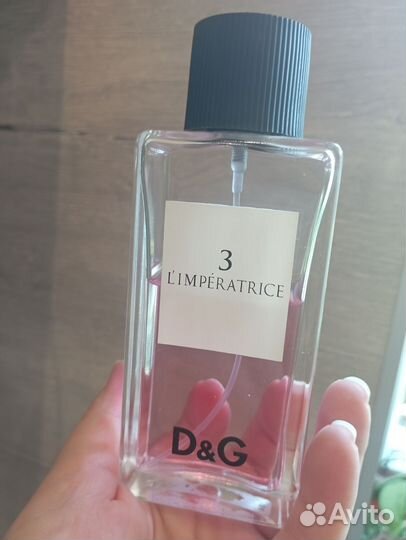 3
L'IMPÉRATRICE
D&G
Avito